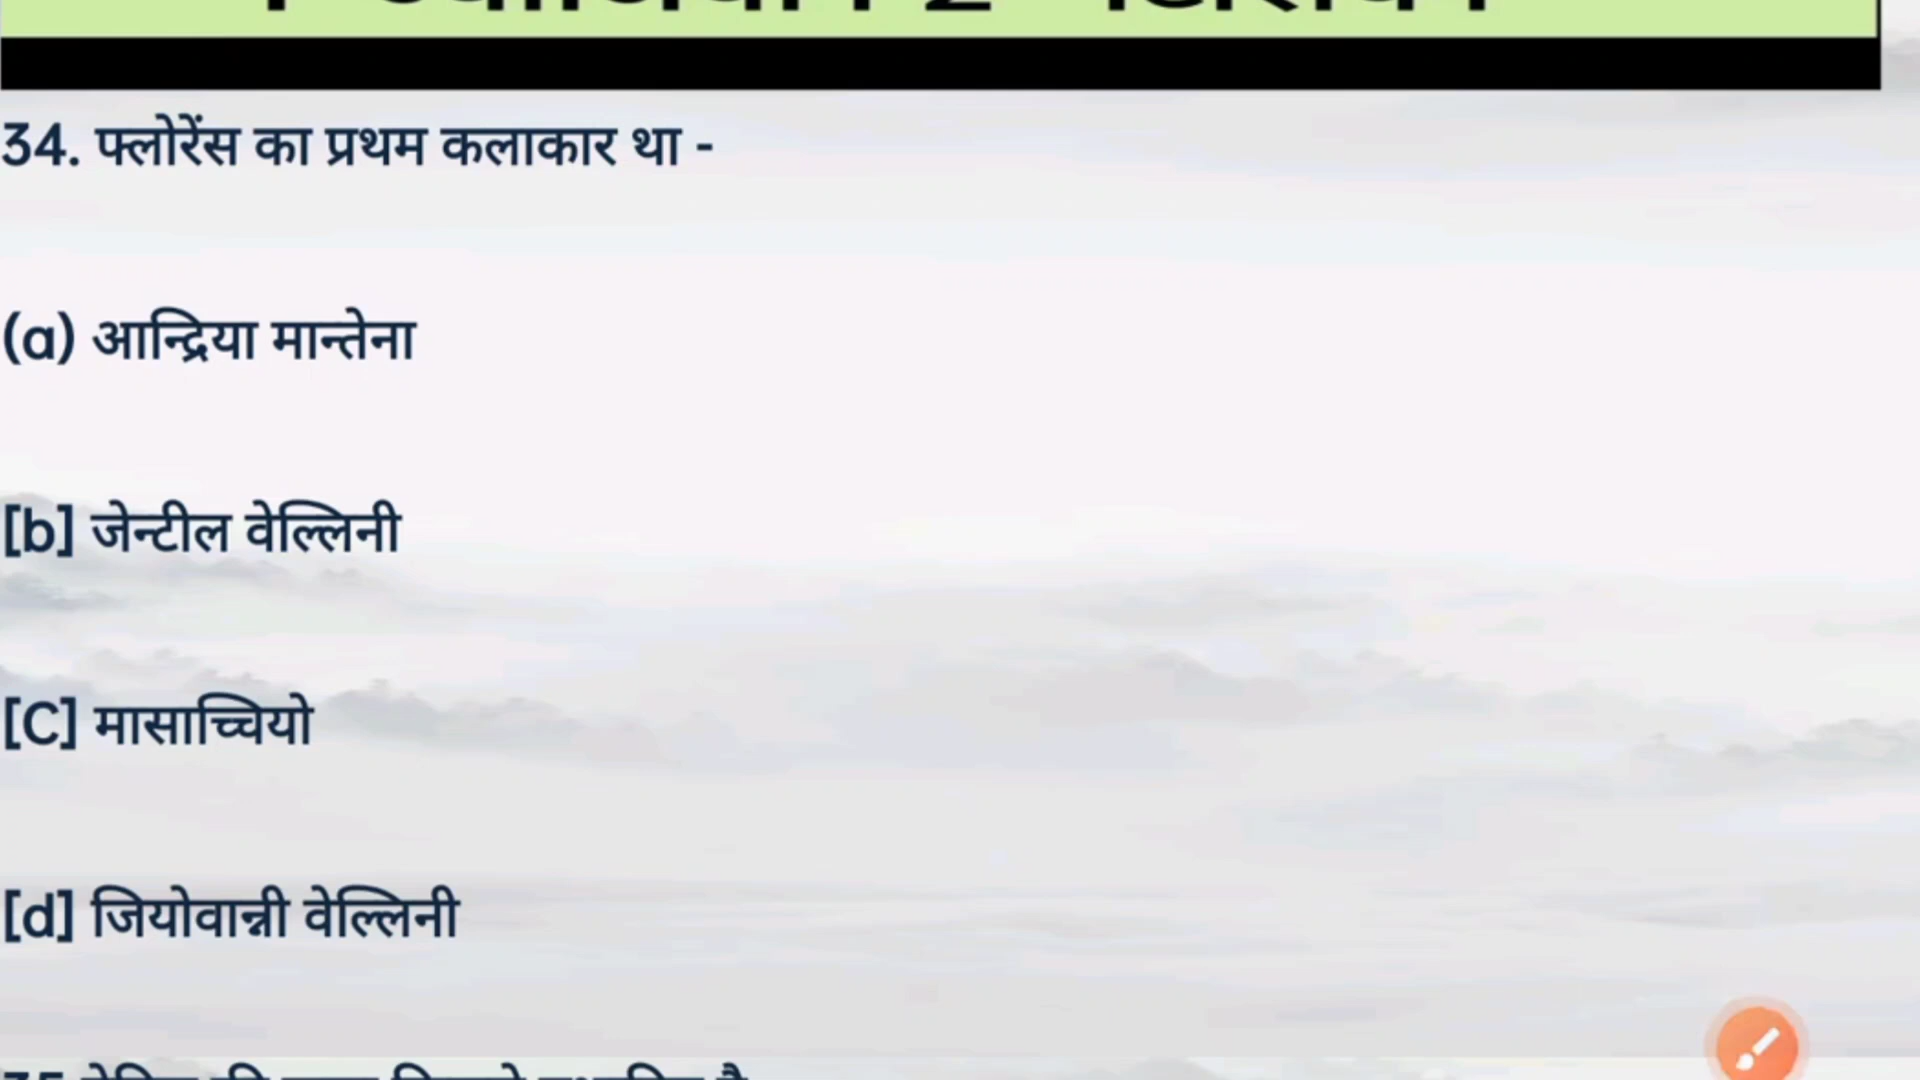 34. फ्लोरेंस का प्रथम कलाकार था -
(a) आन्द्रिया मान्तेना
[b] जेन्टील वेल्लिनी
[C] मासाच्चियो
[d] जियोवान्नी वेल्लिनी